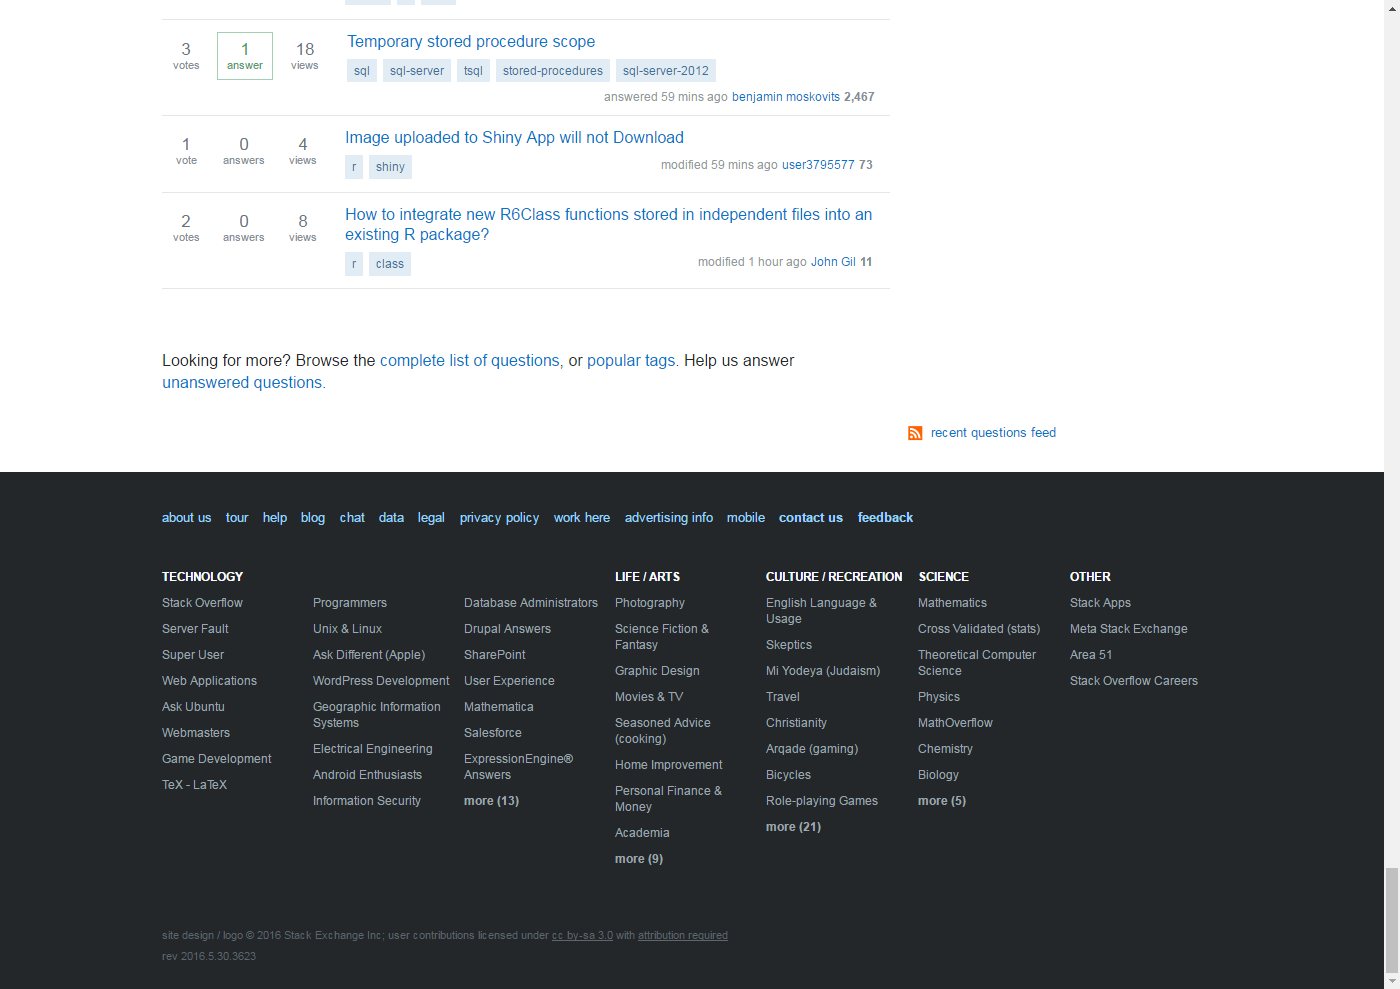 3 1 18 Temporary stored procedure scope
votes answer views
sql sql-server tsql stored-procedures sql-server-2012
answered 59 mins ago benjamin moskovits 2,467
1 0 4 Image uploaded to Shiny App will not Download
vote answers views
r shiny modified 59 mins ago user3795577 73
2 0 8 How to integrate new R6Class functions stored in independent files into an
votes answers views existing R package?
r class modified 1 hour ago John Gil 11
Looking for more? Browse the complete list of questions, or popular tags. Help us answer
unanswered questions.
recent questions feed
about us tour help blog chat data legal privacy policy work here advertising info mobile contact us feedback
TECHNOLOGY
Stack Overflow
Server Fault
Super User
Web Applications
Ask Ubuntu
Webmasters
Game Development
TeX - LaTeX
Programmers
Unix & Linux
Ask Different (Apple)
WordPress Development
Geographic Information
Systems
Electrical Engineering
Android Enthusiasts
Information Security
Database Administrators
Drupal Answers
SharePoint
User Experience
Mathematica
Salesforce
ExpressionEngine®
Answers
more (13)
LIFE / ARTS
Photography
Science Fiction &
Fantasy
Graphic Design
Movies & TV
Seasoned Advice
(cooking)
Home Improvement
Personal Finance &
Money
Academia
more (9)
CULTURE / RECREATION
English Language &
Usage
Skeptics
Mi Yodeya (Judaism)
Travel
Christianity
Arqade (gaming)
Bicycles
Role-playing Games
more (21)
SCIENCE
Mathematics
Cross Validated (stats)
Theoretical Computer
Science
Physics
MathOverflow
Chemistry
Biology
more (5)
OTHER
Stack Apps
Meta Stack Exchange
Area 51
Stack Overflow Careers
site design / logo © 2016 Stack Exchange Inc; user contributions licensed under cc by-sa 3.0 with attribution required
rev 2016.5.30.3623